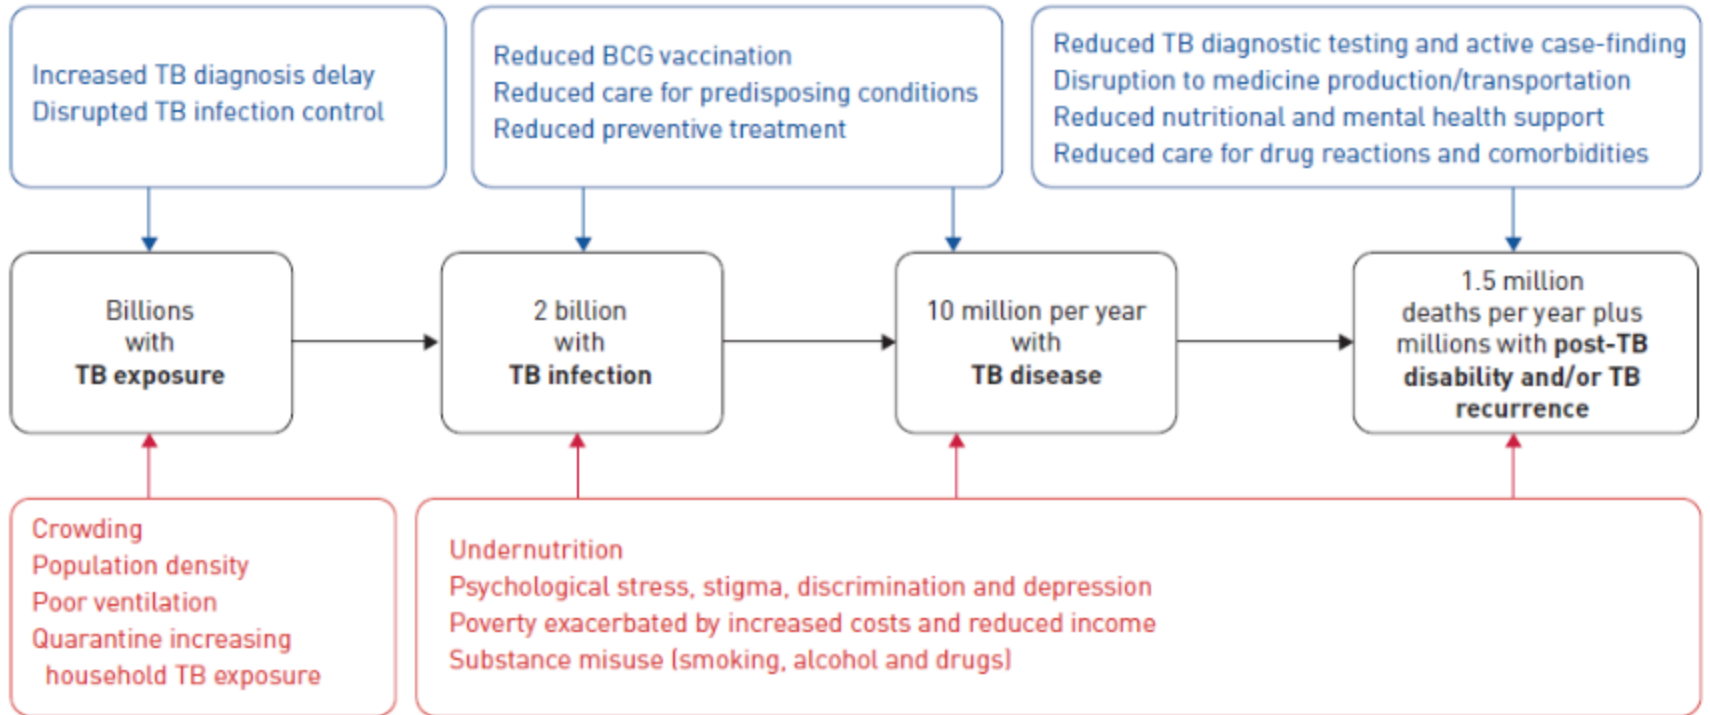 Increased TB diagnosis delay
Disrupted TB infection control
Reduced BCG vaccination
Reduced care for predisposing conditions
Reduced preventive treatment
Reduced TB diagnostic testing and active case-finding
Disruption to medicine production/transportation
Reduced nutritional and mental health support
Reduced care for drug reactions and comorbidities
Billions
with
TB exposure
2 billion
with
TB infection
10 million per year
with
TB disease
1.5 million
deaths per year plus
millions with post-TB
disability and/or TB
recurrence
Crowding
Population density
Poor ventilation
Quarantine increasing
household TB exposure
Undernutrition
Psychological stress, stigma, discrimination and depression
Poverty exacerbated by increased costs and reduced income
Substance misuse (smoking, alcohol and drugs)